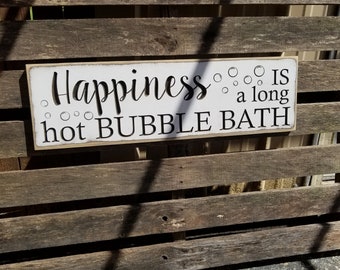 Happiness IS
a long
hot BUBBLE BATH